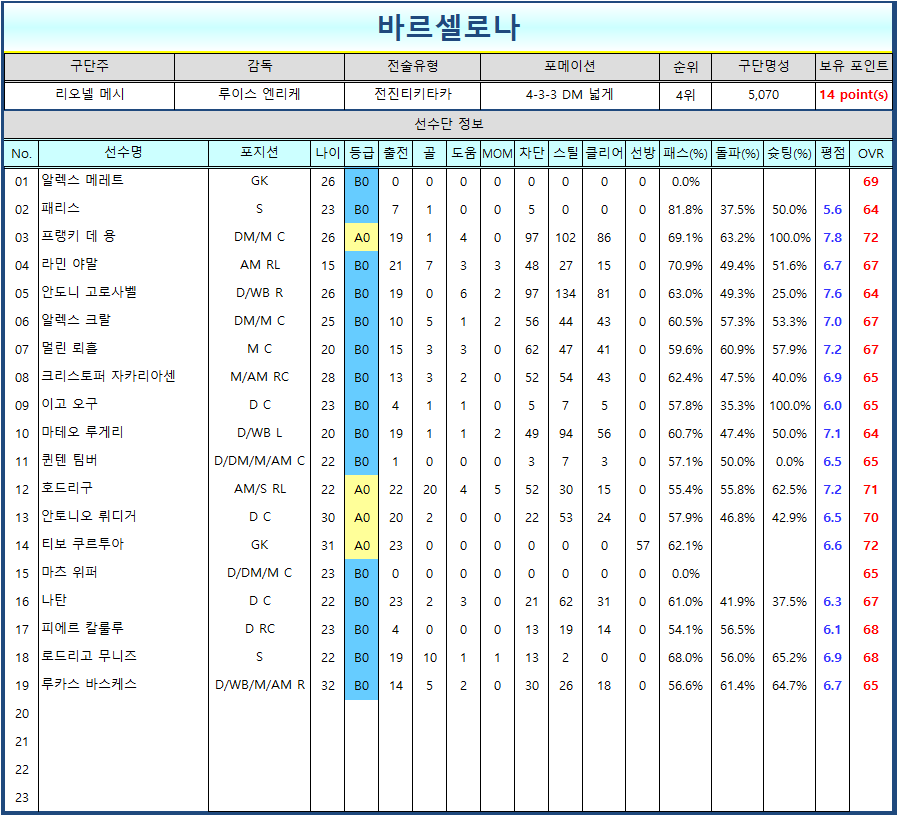 바르셀로나
구단주 감독 전술유형 포메이션 순위 구단명성 보유 포인트
리오넬 메시 루이스 엔리케 전진티키타카 4-3-3 DM 넓게 4위 5,070 14 point(s)
선수단 정보
No. 선수명 포지션 나이 등급 출전 골 도움 MOM 차단 스틸 클리어 선방 패스(%) 돌파(%) 슛팅(%) 평점 OVR
01 알렉스 메레트 GK 26 B0 0 0 0 0 0 0 0 0 0.0% 69
02 패리스 S 23 B0 7 1 0 0 5 0 0 0 81.8% 37.5% 50.0% 5.6 64
03 프랭키 데 용 DM/M C 26 A0 19 1 4 0 97 102 86 0 69.1% 63.2% 100.0% 7.8 72
04 라민 야말 AM RL 15 B0 21 7 3 3 48 27 15 0 70.9% 49.4% 51.6% 6.7 67
05 안도니 고로사벨 D/WB R 26 B0 19 0 6 2 97 134 81 0 63.0% 49.3% 25.0% 7.6 64
06 알렉스 크랄 DM/M C 25 B0 10 5 1 2 56 44 43 0 60.5% 57.3% 53.3% 7.0 67
07 멀린 뢰홀 M C 20 B0 15 3 3 0 62 47 41 0 59.6% 60.9% 57.9% 7.2 67
08 크리스토퍼 자카리아센 M/AM RC 28 B0 13 3 2 0 52 54 43 0 62.4% 47.5% 40.0% 6.9 65
09 이고 오구 D C 23 B0 4 1 1 0 5 7 5 0 57.8% 35.3% 100.0% 6.0 65
10 마테오 루게리 D/WB L 20 B0 19 1 1 2 49 94 56 0 60.7% 47.4% 50.0% 7.1 64
11 퀸텐 팀버 D/DM/M/AM C 22 B0 1 0 0 0 3 7 3 0 57.1% 50.0% 0.0% 6.5 65
12 호드리구 AM/S RL 22 A0 22 20 4 5 52 30 15 0 55.4% 55.8% 62.5% 7.2 71
13 안토니오 뤼디거 D C 30 A0 20 2 0 0 22 53 24 0 57.9% 46.8% 42.9% 6.5 70
14 티보 쿠르투아 GK 31 A0 23 0 0 0 0 0 0 57 62.1% 6.6 72
15 마츠 위퍼 D/DM/M C 23 B0 0 0 0 0 0 0 0 0 0.0% 65
16 나탄 D C 22 B0 23 2 3 0 21 62 31 0 61.0% 41.9% 37.5% 6.3 67
17 피에르 칼룰루 D RC 23 B0 4 0 0 0 13 19 14 0 54.1% 56.5% 6.1 68
18 로드리고 무니즈 S 22 B0 19 10 1 1 13 2 0 0 68.0% 56.0% 65.2% 6.9 68
19 루카스 바스케스 D/WB/M/AM R 32 B0 14 5 2 0 30 26 18 0 56.6% 61.4% 64.7% 6.7 65
20
21
22
23